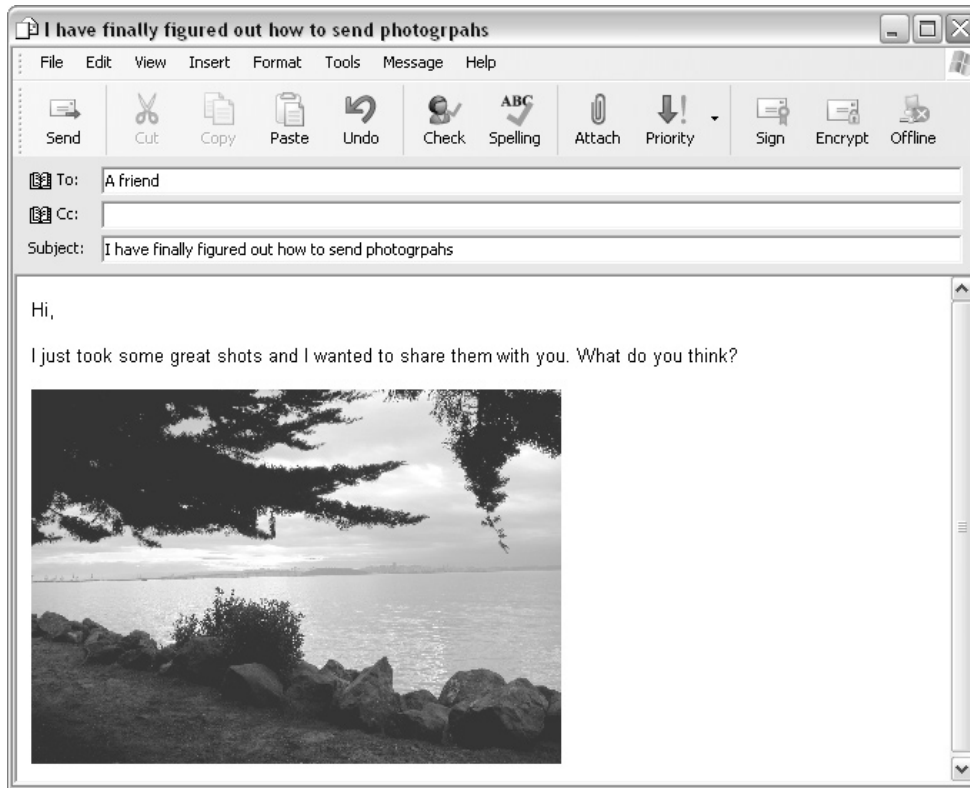 I have finally figured out how to send photogrpahs
File Edit View Insert Format Tools Message Help
ABC
Send Cut Copy Paste Undo Check Spelling Attach Priority Sign Encrypt Offline
To: A friend
Cc:
Subject: I have finally figured out how to send photogrpahs
Hi,
I just took some great shots and I wanted to share them with you. What do you think?